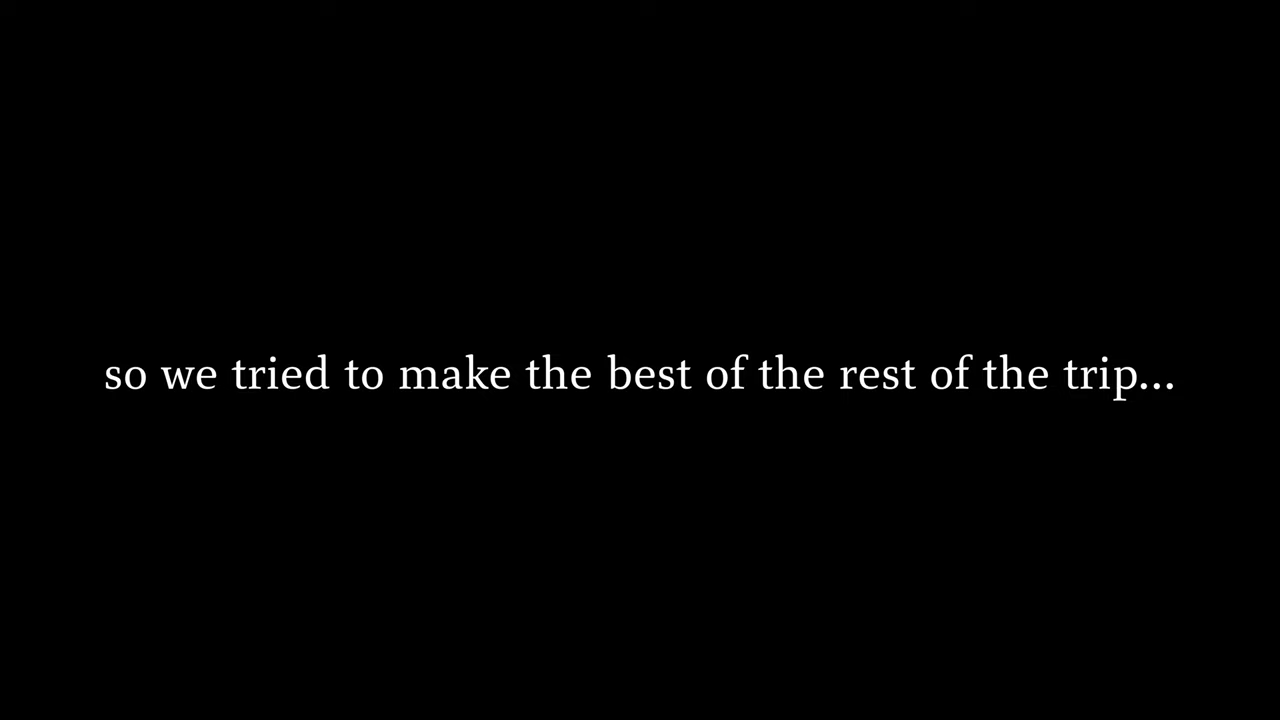 so we tried to make the best of the rest of the trip...